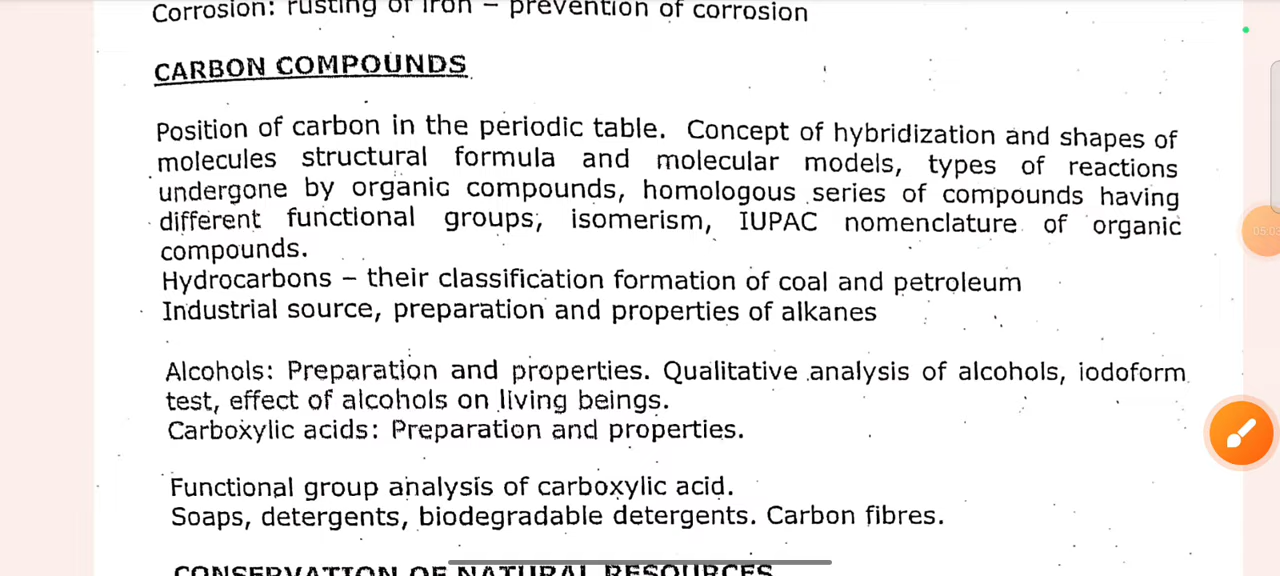 Corrosion: rusting of iron – prevention of corrosion
CARBON COMPOUNDS
Position of carbon in the periodic table. Concept of hybridization and shapes of
molecules structural formula and molecular models, types of reactions
undergone by organic compounds, homologous series of compounds having
different functional groups, isomerism, IUPAC nomenclature of organic
compounds.
Hydrocarbons – their classification formation of coal and petroleum
Industrial source, preparation and properties of alkanes
Alcohols: Preparation and properties. Qualitative analysis of alcohols, iodoform
test, effect of alcohols on living beings.
Carboxylic acids: Preparation and properties.
Functional group analysis of carboxylic acid.
Soaps, detergents, biodegradable detergents. Carbon fibres.
CONSERVATION OF NATURAL RESOURCES